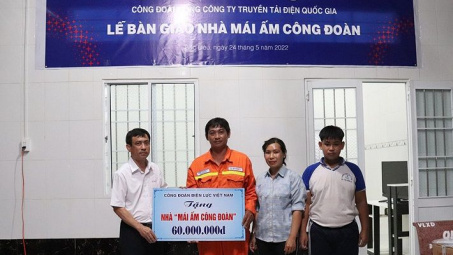 CÔNG ĐOÀN TỔNG CÔNG TY TRUYỀN TẢI ĐIỆN QUỐC GIA
LỄ BÀN GIAO NHÀ MÁI ẤM CÔNG ĐOÀN
ngày 24 tháng 5 năm 2022
CÔNG ĐOÀN ĐIỆN LỰC VIỆT NAM
Tặng
NHÀ "MÁI ẤM CÔNG ĐOÀN"
60.000.000đ
VLXD